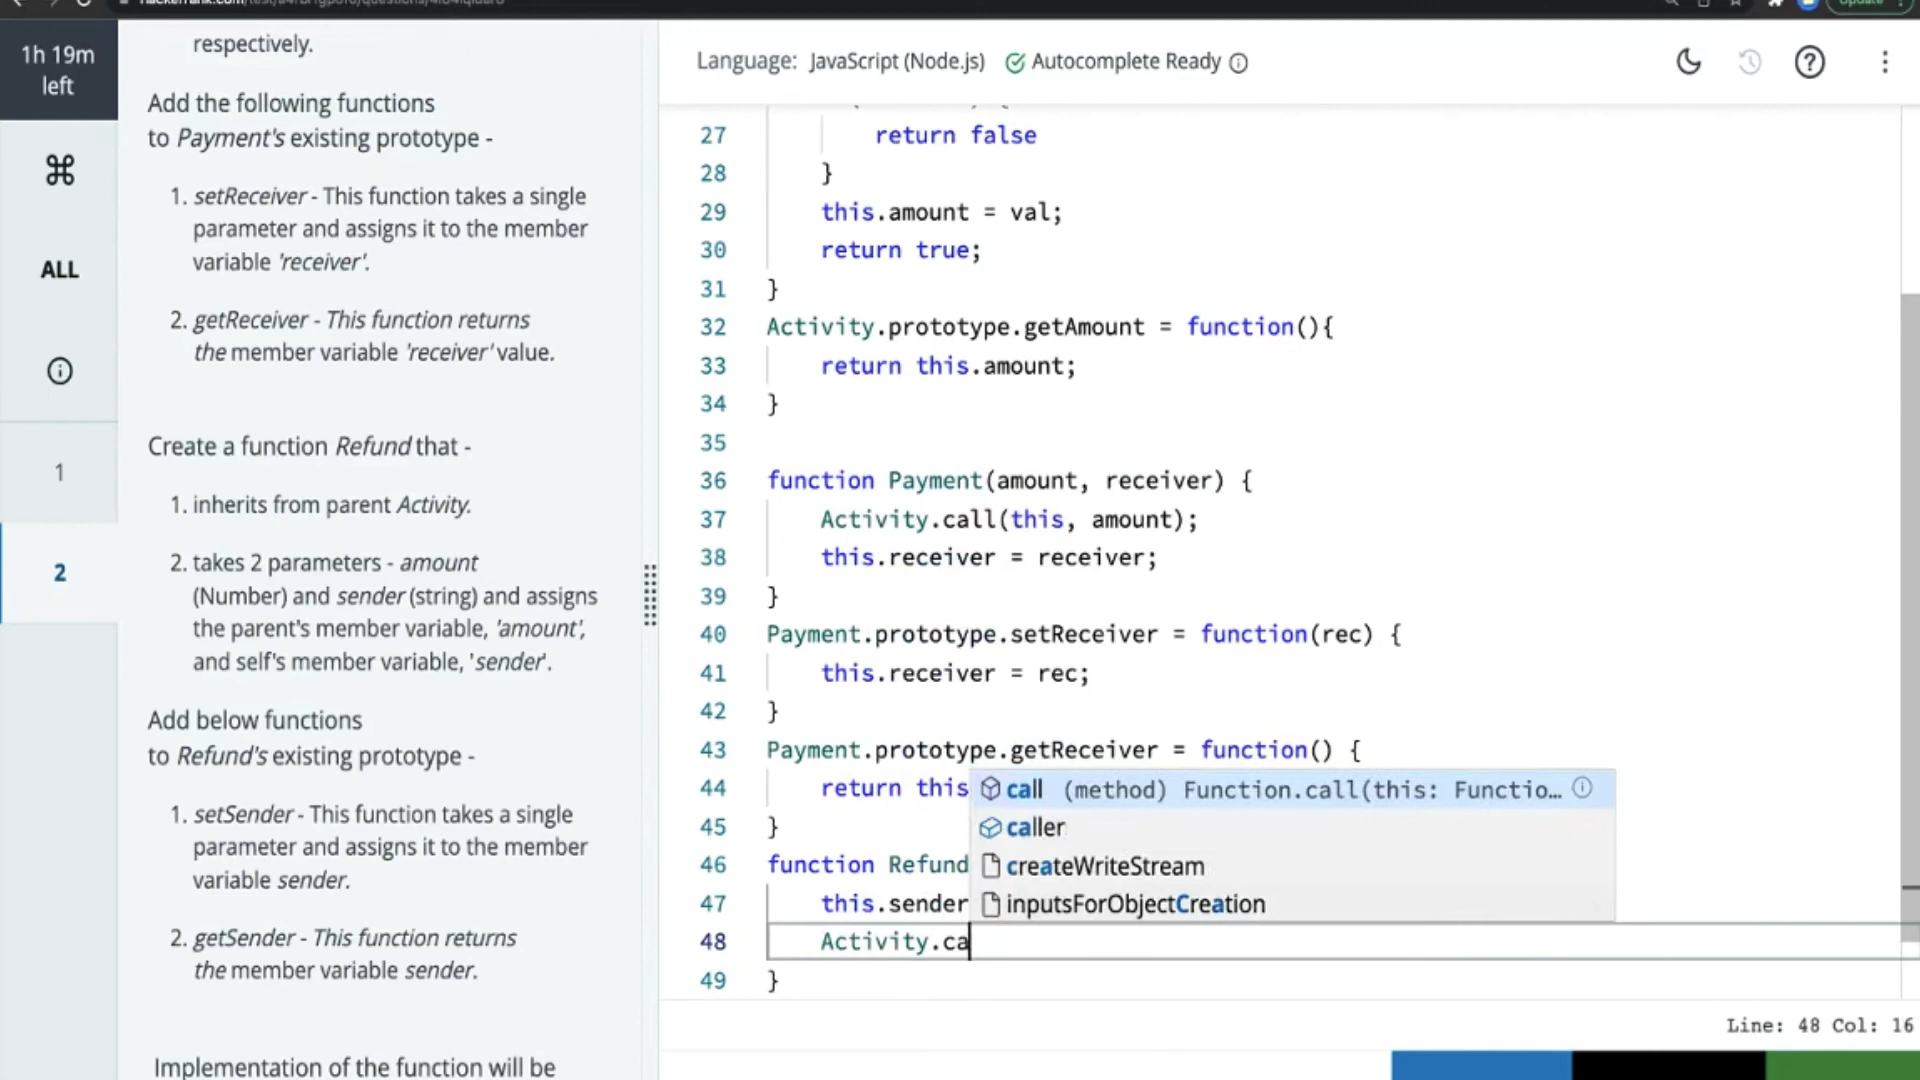 Update
1h 19m
left
ALL
1
2
respectively.
Add the following functions
to Payment's existing prototype -
1. setReceiver - This function takes a single
parameter and assigns it to the member
variable 'receiver'.
2. getReceiver - This function returns
the member variable 'receiver' value.
Create a function Refund that -
1. inherits from parent Activity.
2. takes 2 parameters - amount
(Number) and sender (string) and assigns
the parent's member variable, 'amount',
and self's member variable, 'sender'.
Add below functions
to Refund's existing prototype -
1. setSender - This function takes a single
parameter and assigns it to the member
variable sender.
2. getSender - This function returns
the member variable sender.
Implementation of the function will be
Language: JavaScript (Node.js) Autocomplete Ready
27 return false
28 }
29 this.amount = val;
30 return true;
31 }
32 Activity.prototype.getAmount = function(){
33 return this.amount;
34 }
35
36 function Payment(amount, receiver) {
37 Activity.call(this, amount);
38 this.receiver = receiver;
39 }
40 Payment.prototype.setReceiver = function(rec) {
41 this.receiver = rec;
42 }
43 Payment.prototype.getReceiver = function() {
44 return this
45 }
46 function Refund
47 this.sender
48 Activity.ca
49 }
call (method) Function.call(this: Functio...
caller
createWriteStream
inputsForObjectCreation
Line: 48 Col: 16